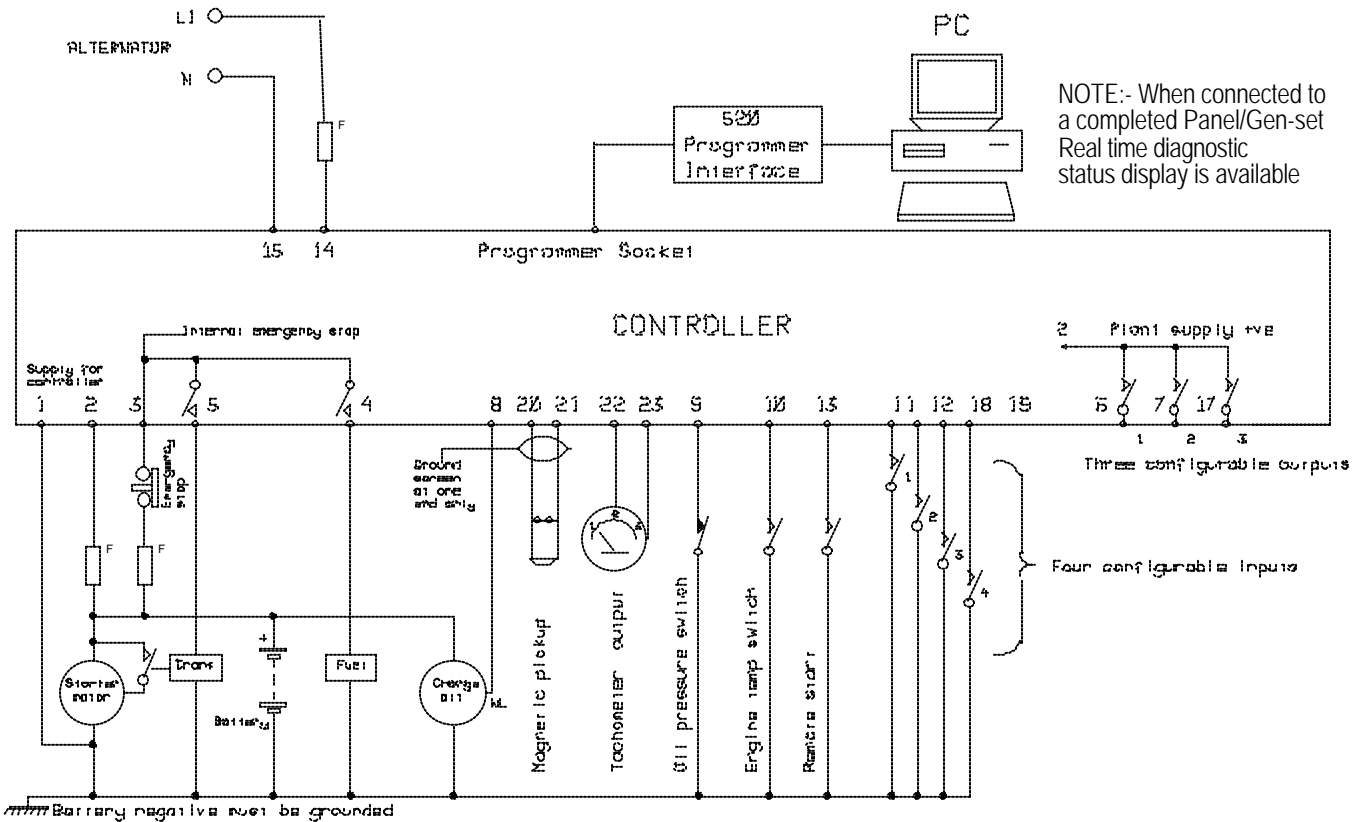 L1
ALTERNATOR
N
F
PC
520
Programmer
Interface
NOTE:- When connected to
a completed Panel/Gen-set
Real time diagnostic
status display is available
15 14
Programmer Socket
CONTROLLER
Internal emergency stop
Supply for
controller
2 Plant supply +ve
1 2 3 5 4 8 20 21 22 23 9 10 13 11 12 18 19 6 7 17
1 2 3
Three configurable outputs
Emergency
stop
Ground
screen
at one
end only
F F
1 2 3 4
Four configurable inputs
1 2
+
Starter
motor
Trans
Battery
Fuel
Charge
alt
WL
Magnetic pickup
Tachometer output
Oil pressure switch
Engine temp switch
Remote start
Battery negative must be grounded